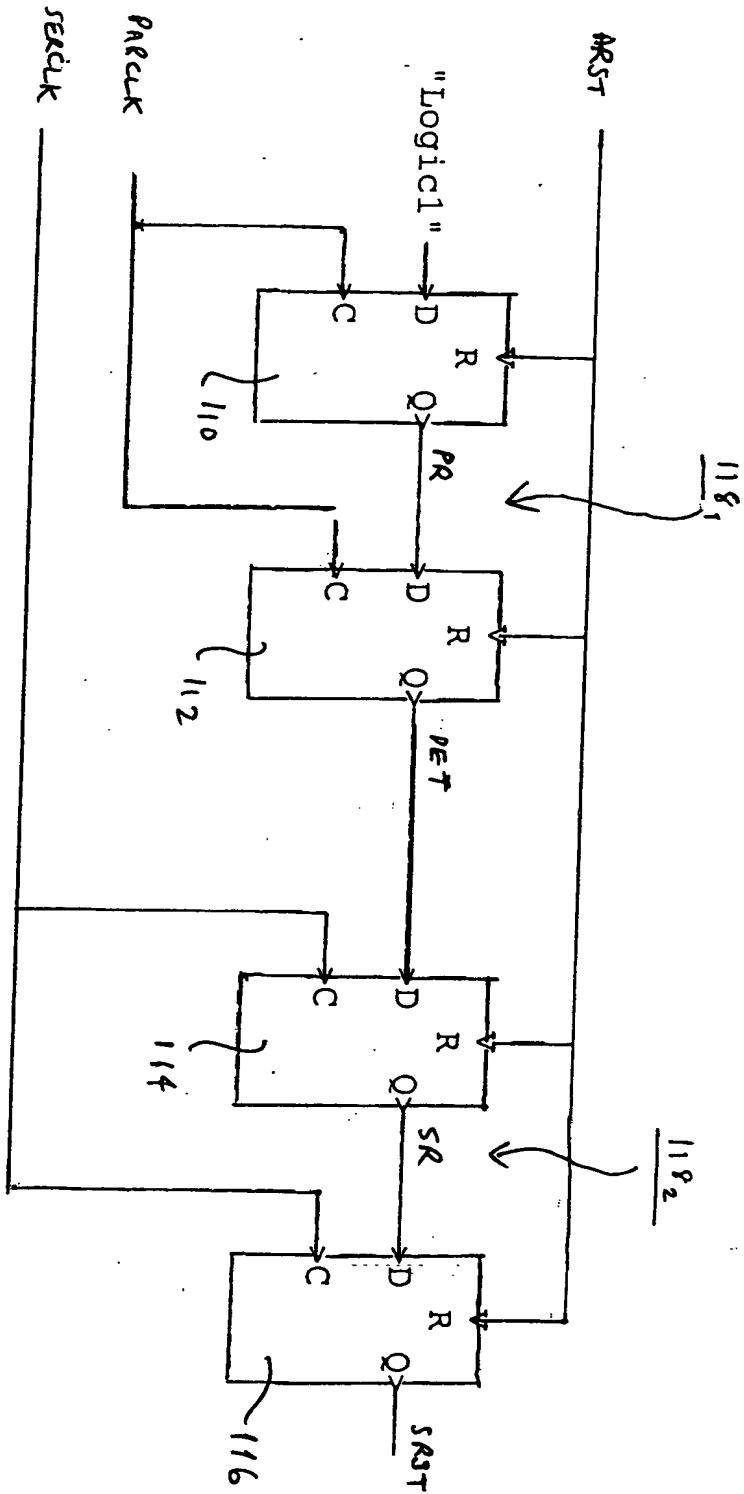 118₁
118₂
ARST
"Logic1"
D
C
R
Q
110
PR
D
C
R
Q
112
DET
D
C
R
Q
114
SR
D
C
R
Q
116
SRST
PARCLK
SERCLK